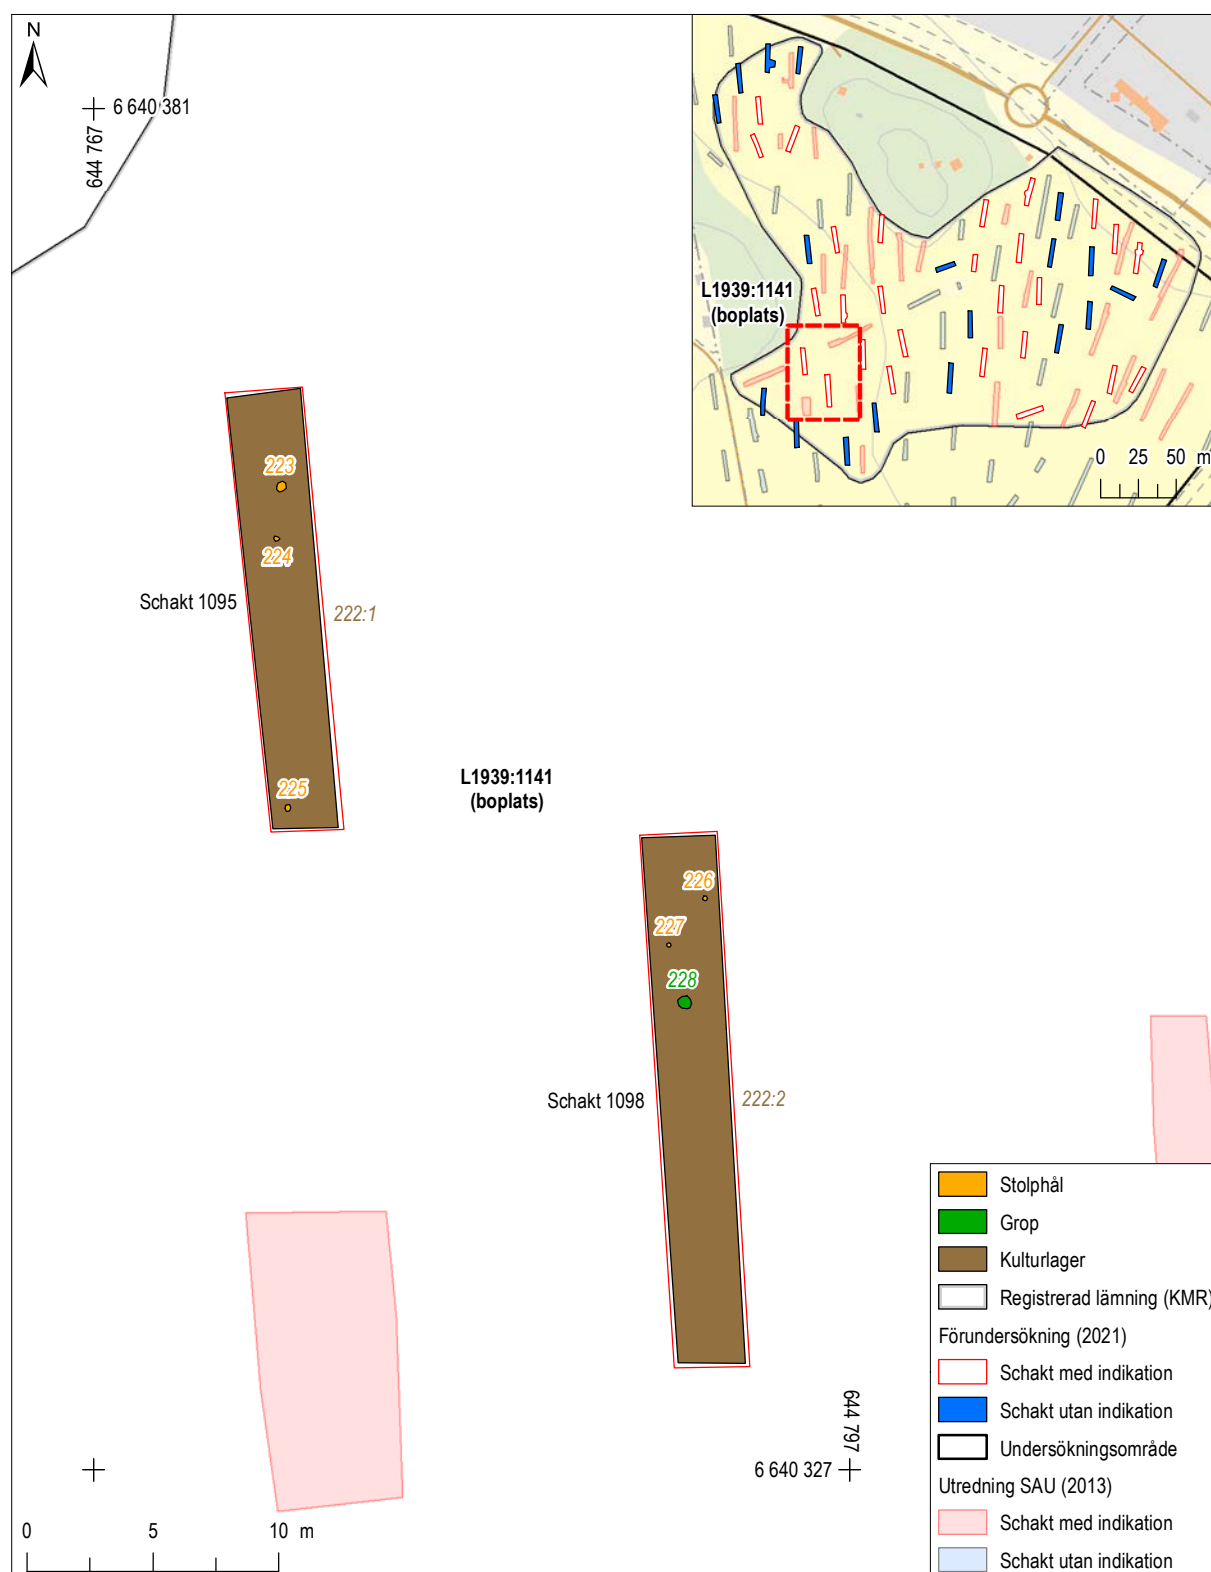 N
6 640 381
644 767
L1939:1141
(boplats)
0 25 50 m
223
224
Schakt 1095
222:1
225
L1939:1141
(boplats)
226
227
228
Schakt 1098
222:2
644 797
6 640 327
0 5 10 m
Stolphål
Grop
Kulturlager
Registrerad lämning (KMR)
Förundersökning (2021)
Schakt med indikation
Schakt utan indikation
Undersökningsområde
Utredning SAU (2013)
Schakt med indikation
Schakt utan indikation